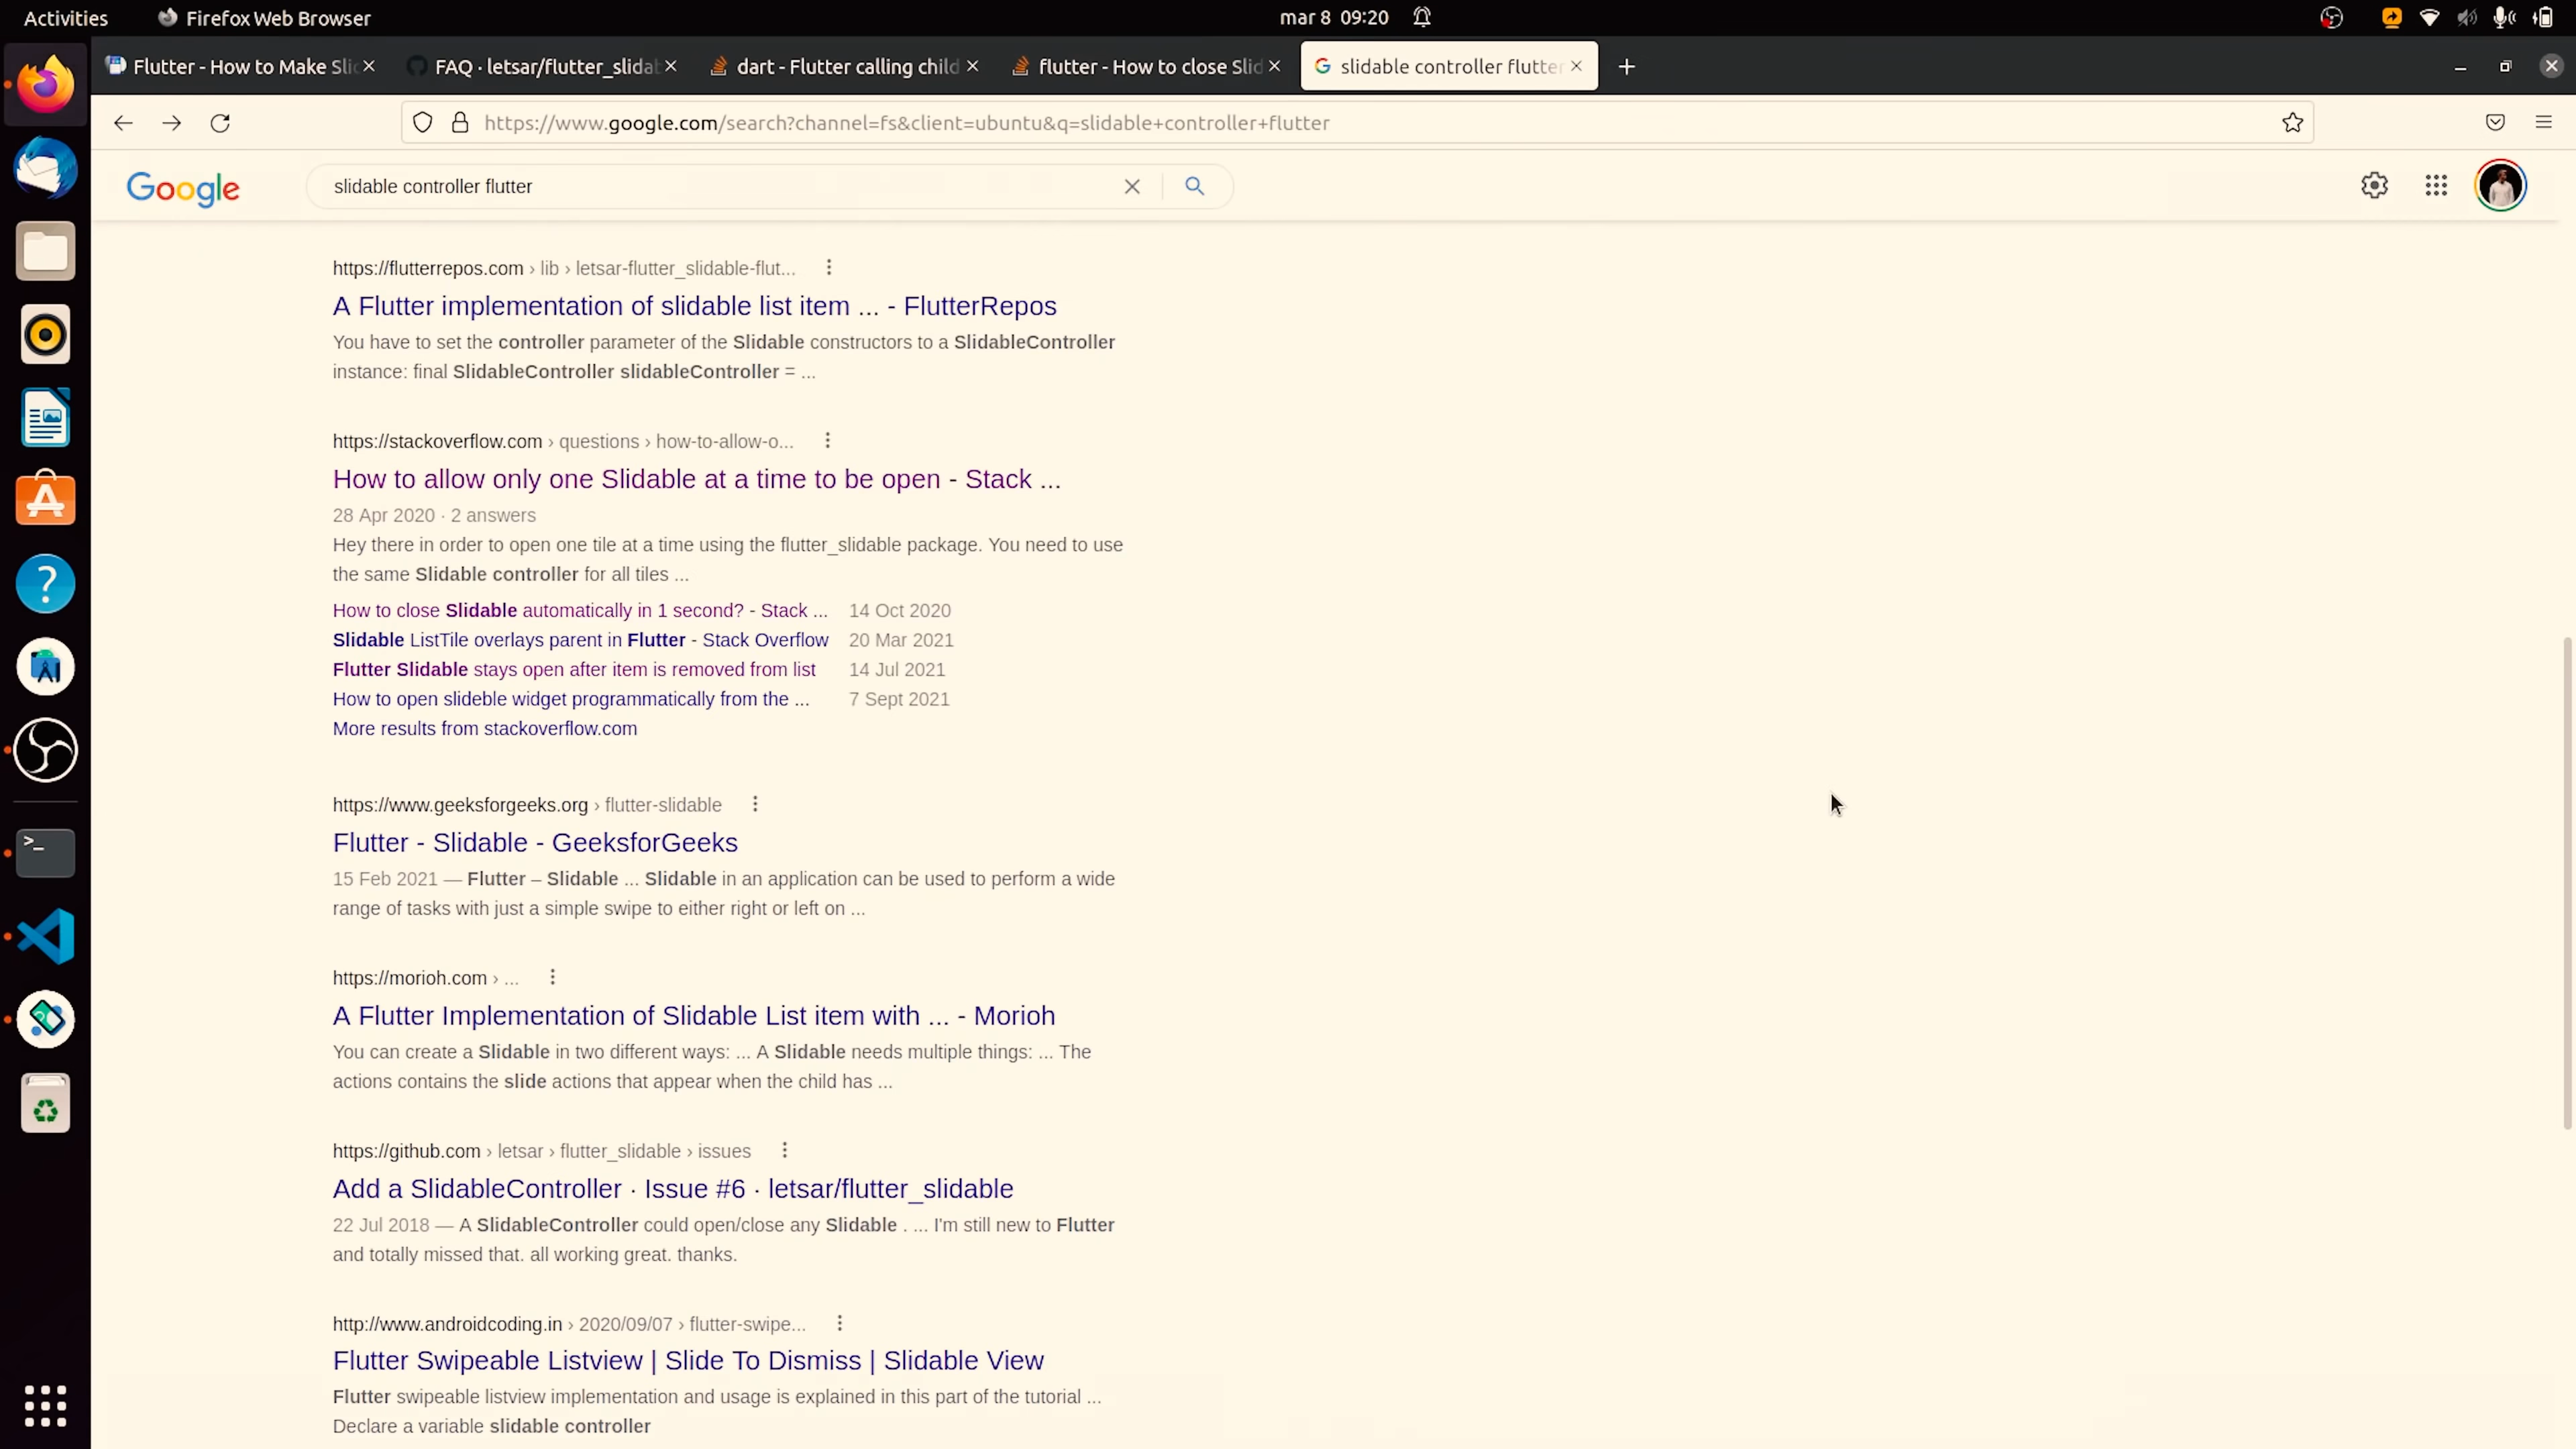 Activities Firefox Web Browser mar 8 09:20
Flutter - How to Make Slid FAQ · letsar/flutter_slidab dart - Flutter calling child flutter - How to close Slid slidable controller flutter
https://www.google.com/search?channel=fs&client=ubuntu&q=slidable+controller+flutter
Google slidable controller flutter
https://flutterrepos.com › lib › letsar-flutter_slidable-flut...
A Flutter implementation of slidable list item ... - FlutterRepos
You have to set the controller parameter of the Slidable constructors to a SlidableController
instance: final SlidableController slidableController = ...
https://stackoverflow.com › questions › how-to-allow-o...
How to allow only one Slidable at a time to be open - Stack ...
28 Apr 2020 · 2 answers
Hey there in order to open one tile at a time using the flutter_slidable package. You need to use
the same Slidable controller for all tiles ...
How to close Slidable automatically in 1 second? - Stack ... 14 Oct 2020
Slidable ListTile overlays parent in Flutter - Stack Overflow 20 Mar 2021
Flutter Slidable stays open after item is removed from list 14 Jul 2021
How to open slideble widget programmatically from the ... 7 Sept 2021
More results from stackoverflow.com
https://www.geeksforgeeks.org › flutter-slidable
Flutter - Slidable - GeeksforGeeks
15 Feb 2021 — Flutter – Slidable ... Slidable in an application can be used to perform a wide
range of tasks with just a simple swipe to either right or left on ...
https://morioh.com › ...
A Flutter Implementation of Slidable List item with ... - Morioh
You can create a Slidable in two different ways: ... A Slidable needs multiple things: ... The
actions contains the slide actions that appear when the child has ...
https://github.com › letsar › flutter_slidable › issues
Add a SlidableController · Issue #6 · letsar/flutter_slidable
22 Jul 2018 — A SlidableController could open/close any Slidable . ... I'm still new to Flutter
and totally missed that. all working great. thanks.
http://www.androidcoding.in › 2020/09/07 › flutter-swipe...
Flutter Swipeable Listview | Slide To Dismiss | Slidable View
Flutter swipeable listview implementation and usage is explained in this part of the tutorial ...
Declare a variable slidable controller